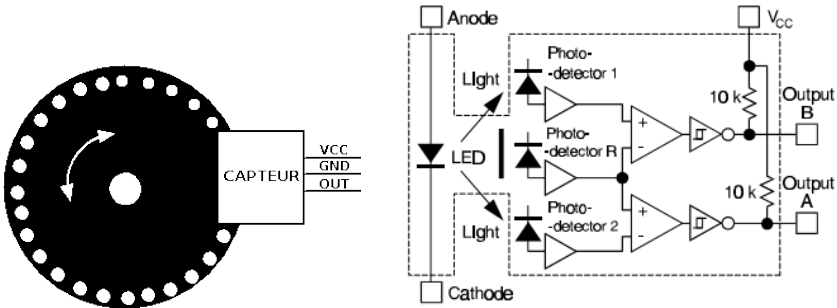 CAPTEUR
VCC
GND
OUT
Anode
VCC
Photo-
-detector 1
LIght
10 k
Output
B
+
-
LED
Photo-
-detector R
10 k
Output
A
+
-
LIght
Photo-
-detector 2
Cathode